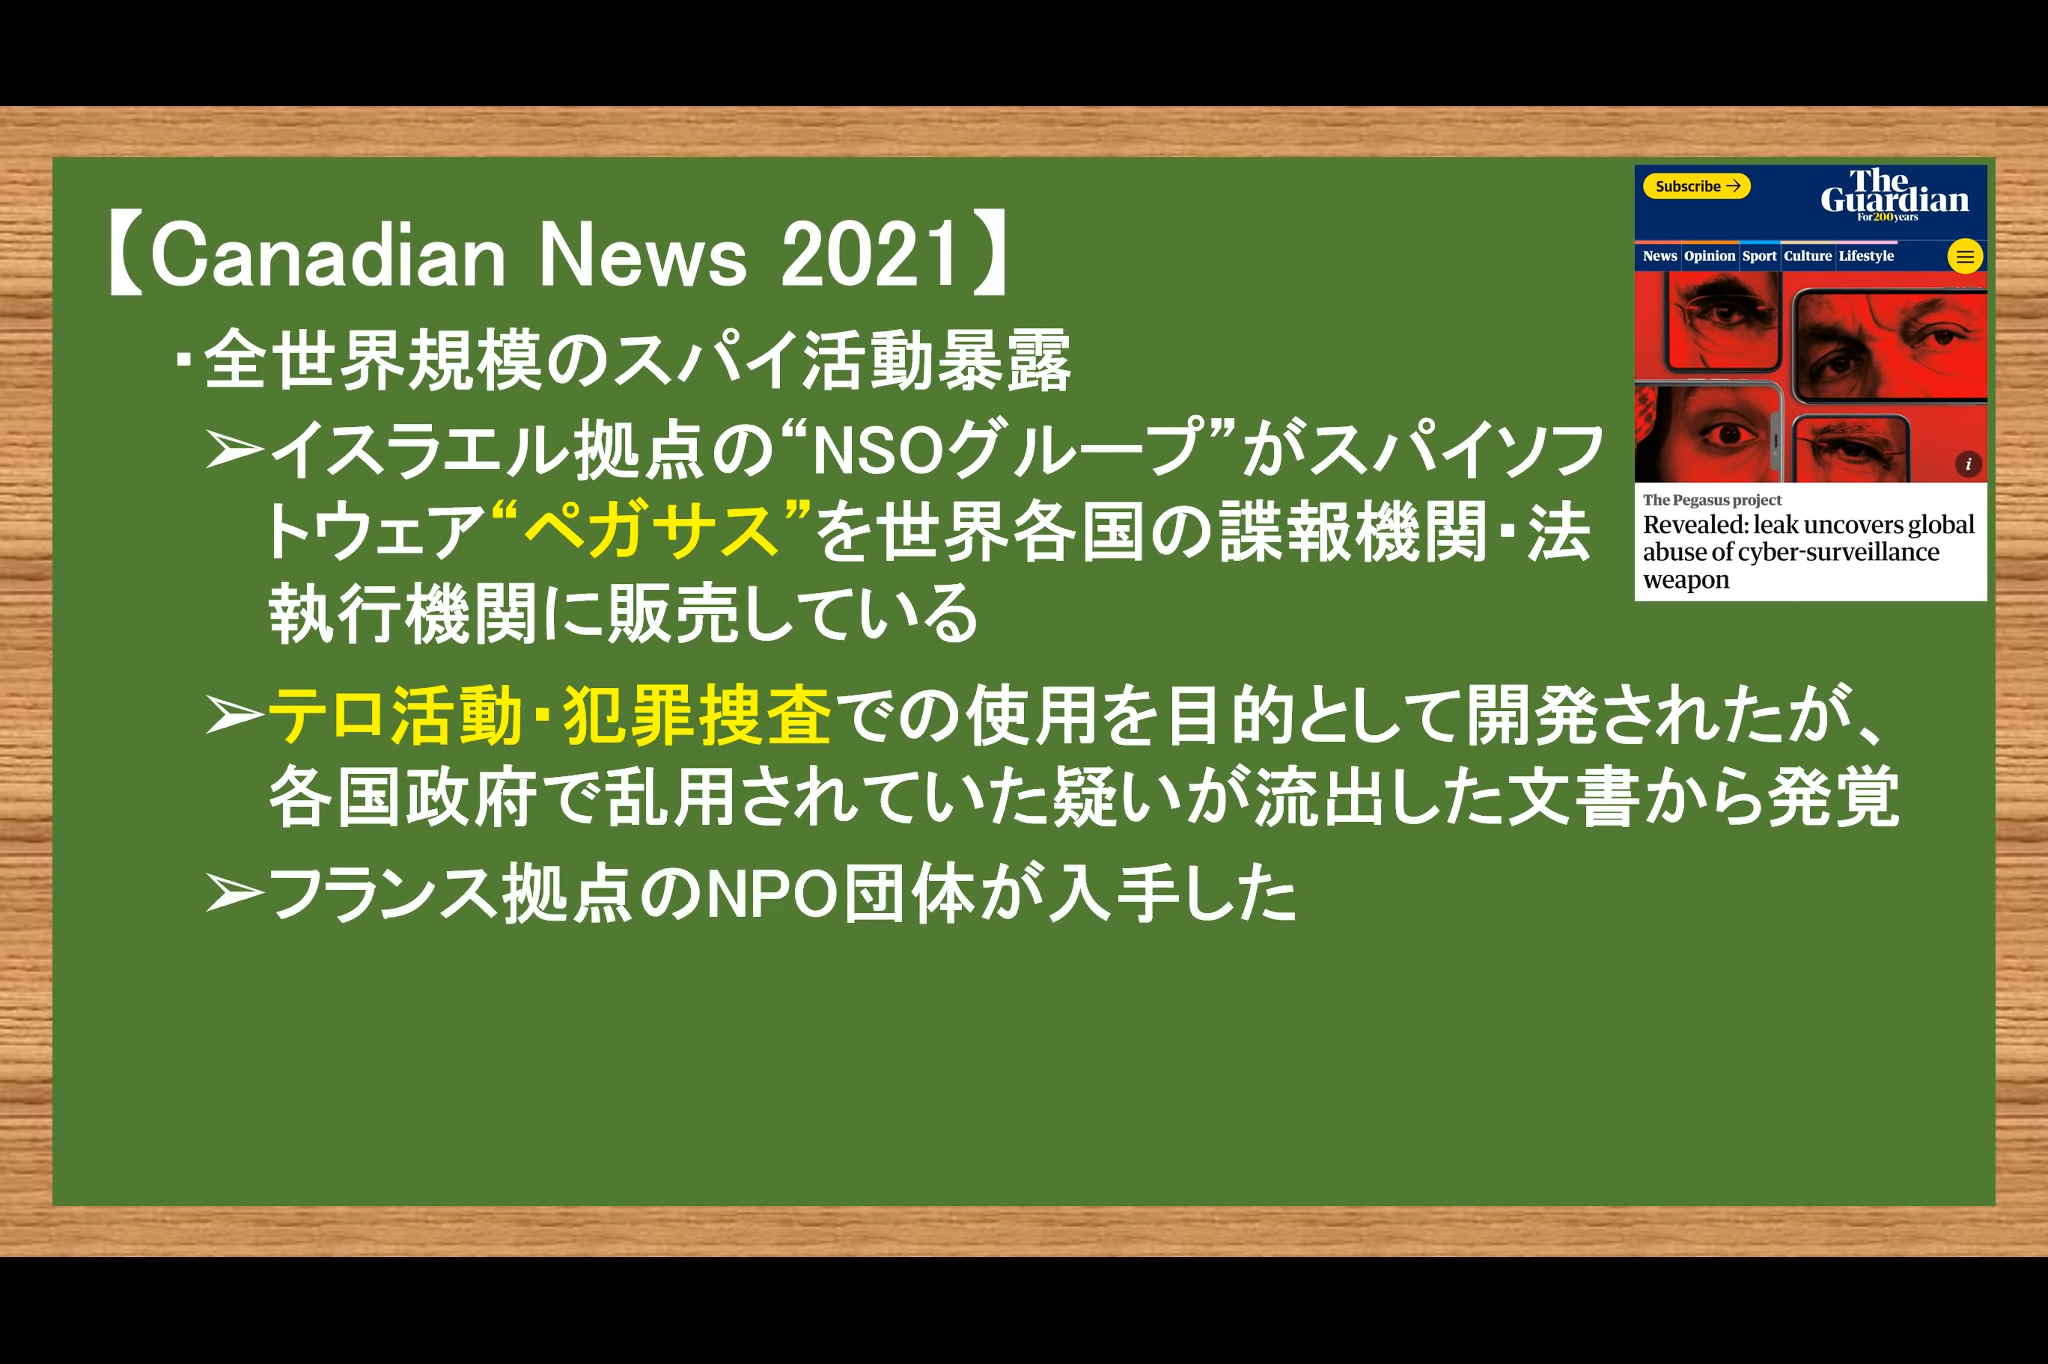 【Canadian News 2021】
・全世界規模のスパイ活動暴露
➢イスラエル拠点の“NSOグループ”がスパイソフ
トウェア“ペガサス”を世界各国の諜報機関・法
執行機関に販売している
➢テロ活動・犯罪捜査での使用を目的として開発されたが、
各国政府で乱用されていた疑いが流出した文書から発覚
➢フランス拠点のNPO団体が入手した
Subscribe →
The
Guardian
For 200 years
News Opinion Sport Culture Lifestyle
i
The Pegasus project
Revealed: leak uncovers global
abuse of cyber-surveillance
weapon